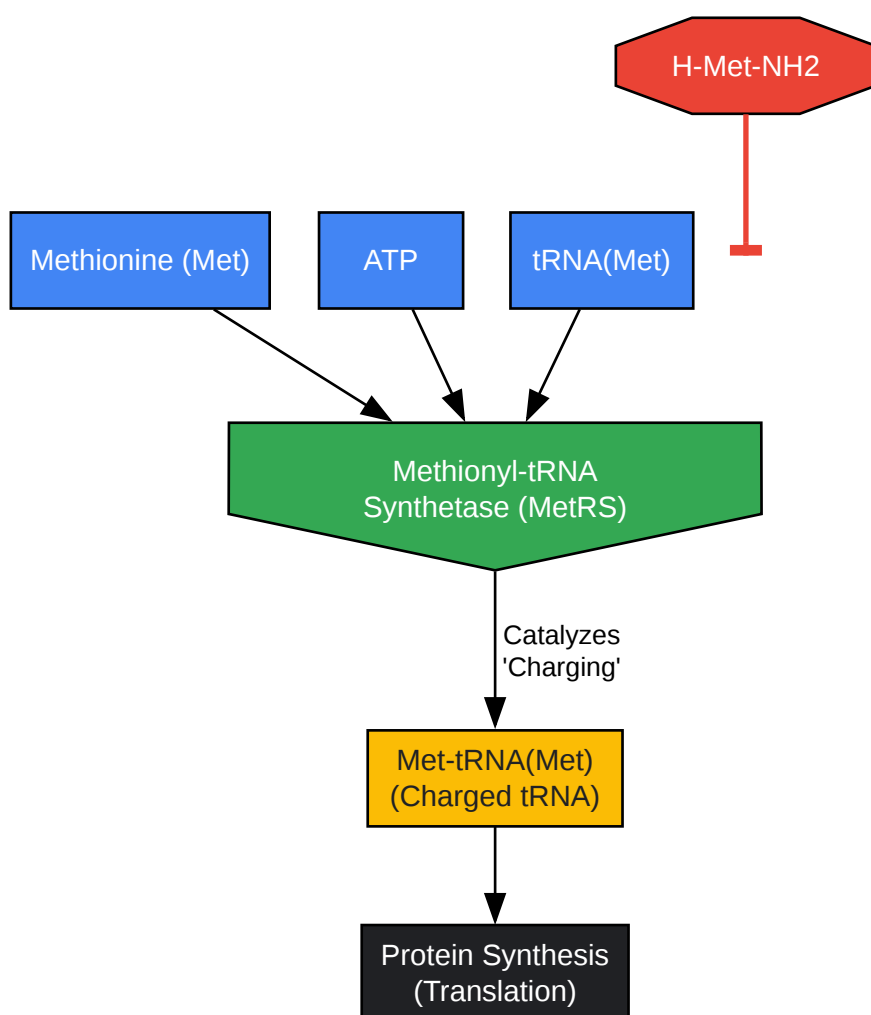 H-Met-NH2
Methionine (Met)
ATP
tRNA(Met)
Methionyl-tRNA
Synthetase (MetRS)
Catalyzes
'Charging'
Met-tRNA(Met)
(Charged tRNA)
Protein Synthesis
(Translation)